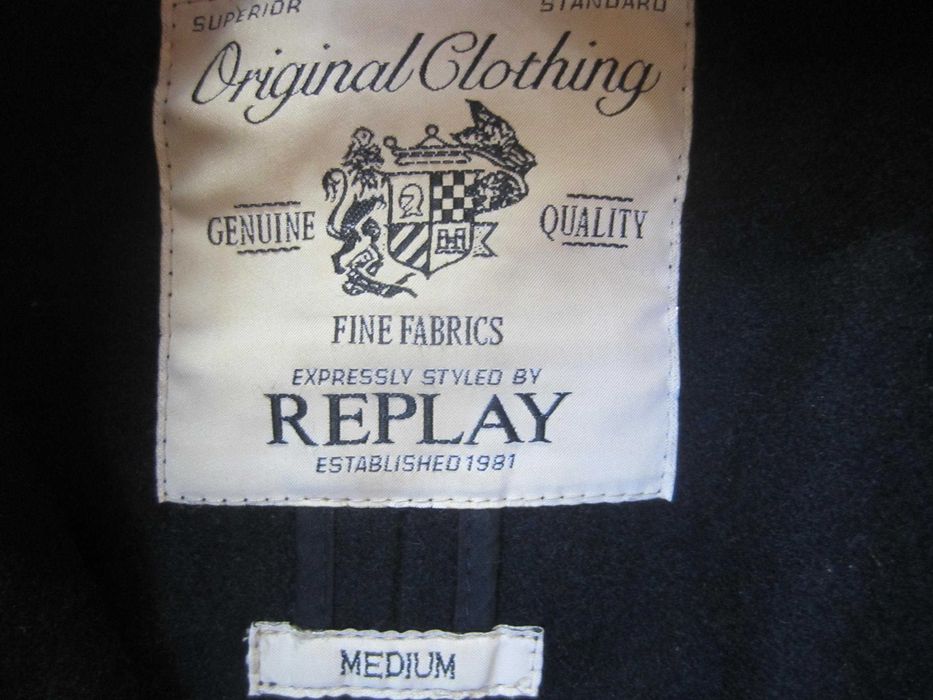 SUPERIOR STANDARD
Original Clothing
GENUINE QUALITY
FINE FABRICS
EXPRESSLY STYLED BY
REPLAY
ESTABLISHED 1981
MEDIUM